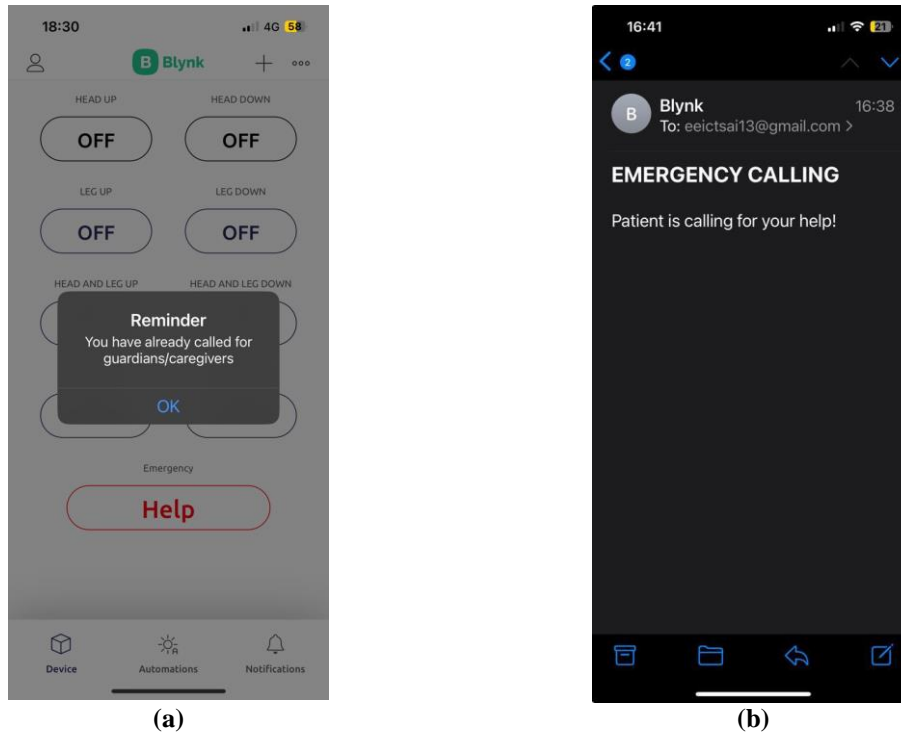 18:30
4G 58
B Blynk
HEAD UP HEAD DOWN
OFF OFF
LEG UP LEG DOWN
OFF OFF
HEAD AND LEG UP HEAD AND LEG DOWN
Reminder
You have already called for
guardians/caregivers
OK
Emergency
Help
Device Automations Notifications
(a)
16:41
21
2
B
Blynk 16:38
To: eeictsai13@gmail.com
EMERGENCY CALLING
Patient is calling for your help!
(b)